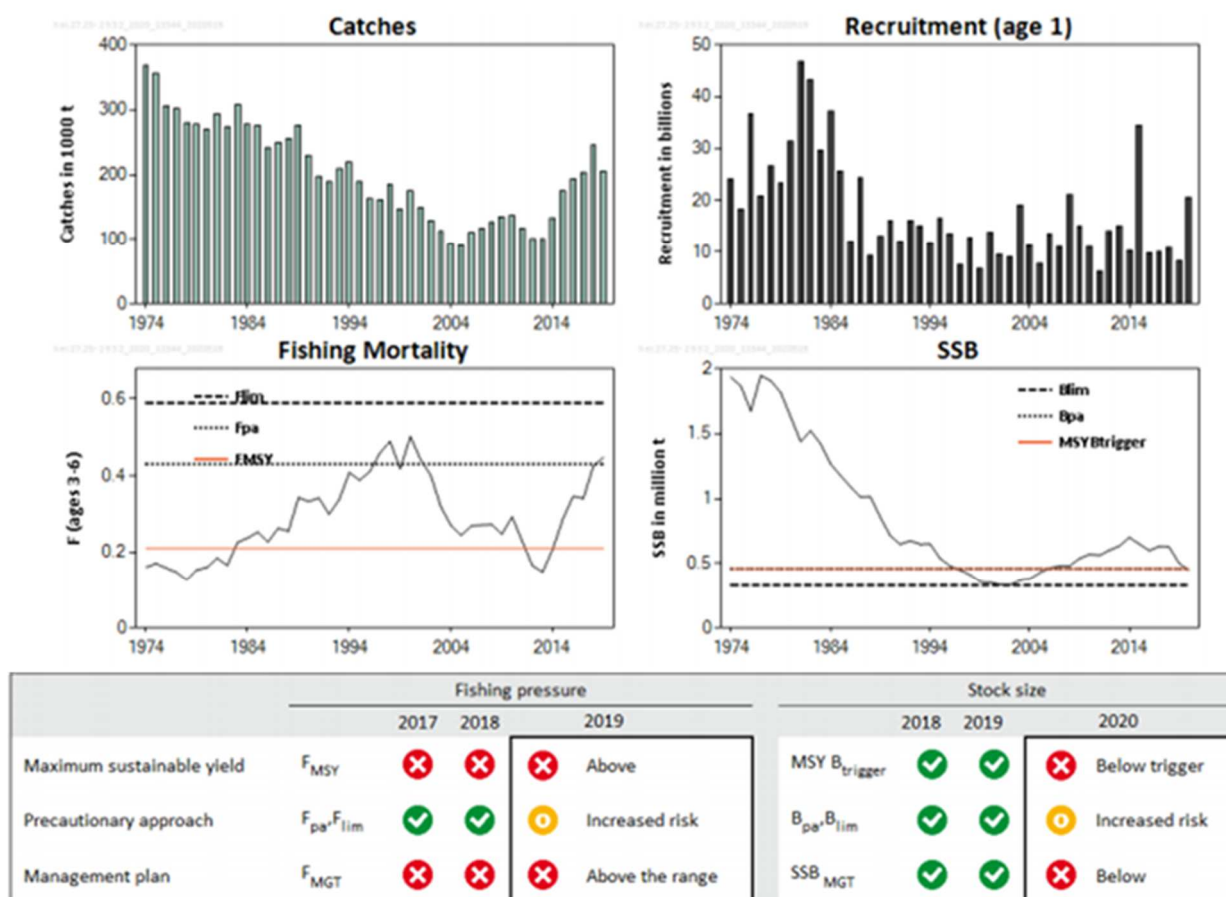 Catches
Catches in 1000 t
400
300
200
100
0
1974 1984 1994 2004 2014
Recruitment (age 1)
Recruitment in billions
50
40
30
20
10
0
1974 1984 1994 2004 2014
Fishing Mortality
F (ages 3-6)
0.6
0.4
0.2
0
Flim
Fpa
FMSY
1974 1984 1994 2004 2014
SSB
SSB in million t
2
1.5
1
0.5
0
Blim
Bpa
MSYBtrigger
1974 1984 1994 2004 2014
Fishing pressure Stock size
2017 2018 2019 2018 2019 2020
Maximum sustainable yield FMSY Above MSY Btrigger Below trigger
Precautionary approach Fpa,Flim Increased risk Bpa,Blim Increased risk
Management plan FMGT Above the range SSBMGT Below